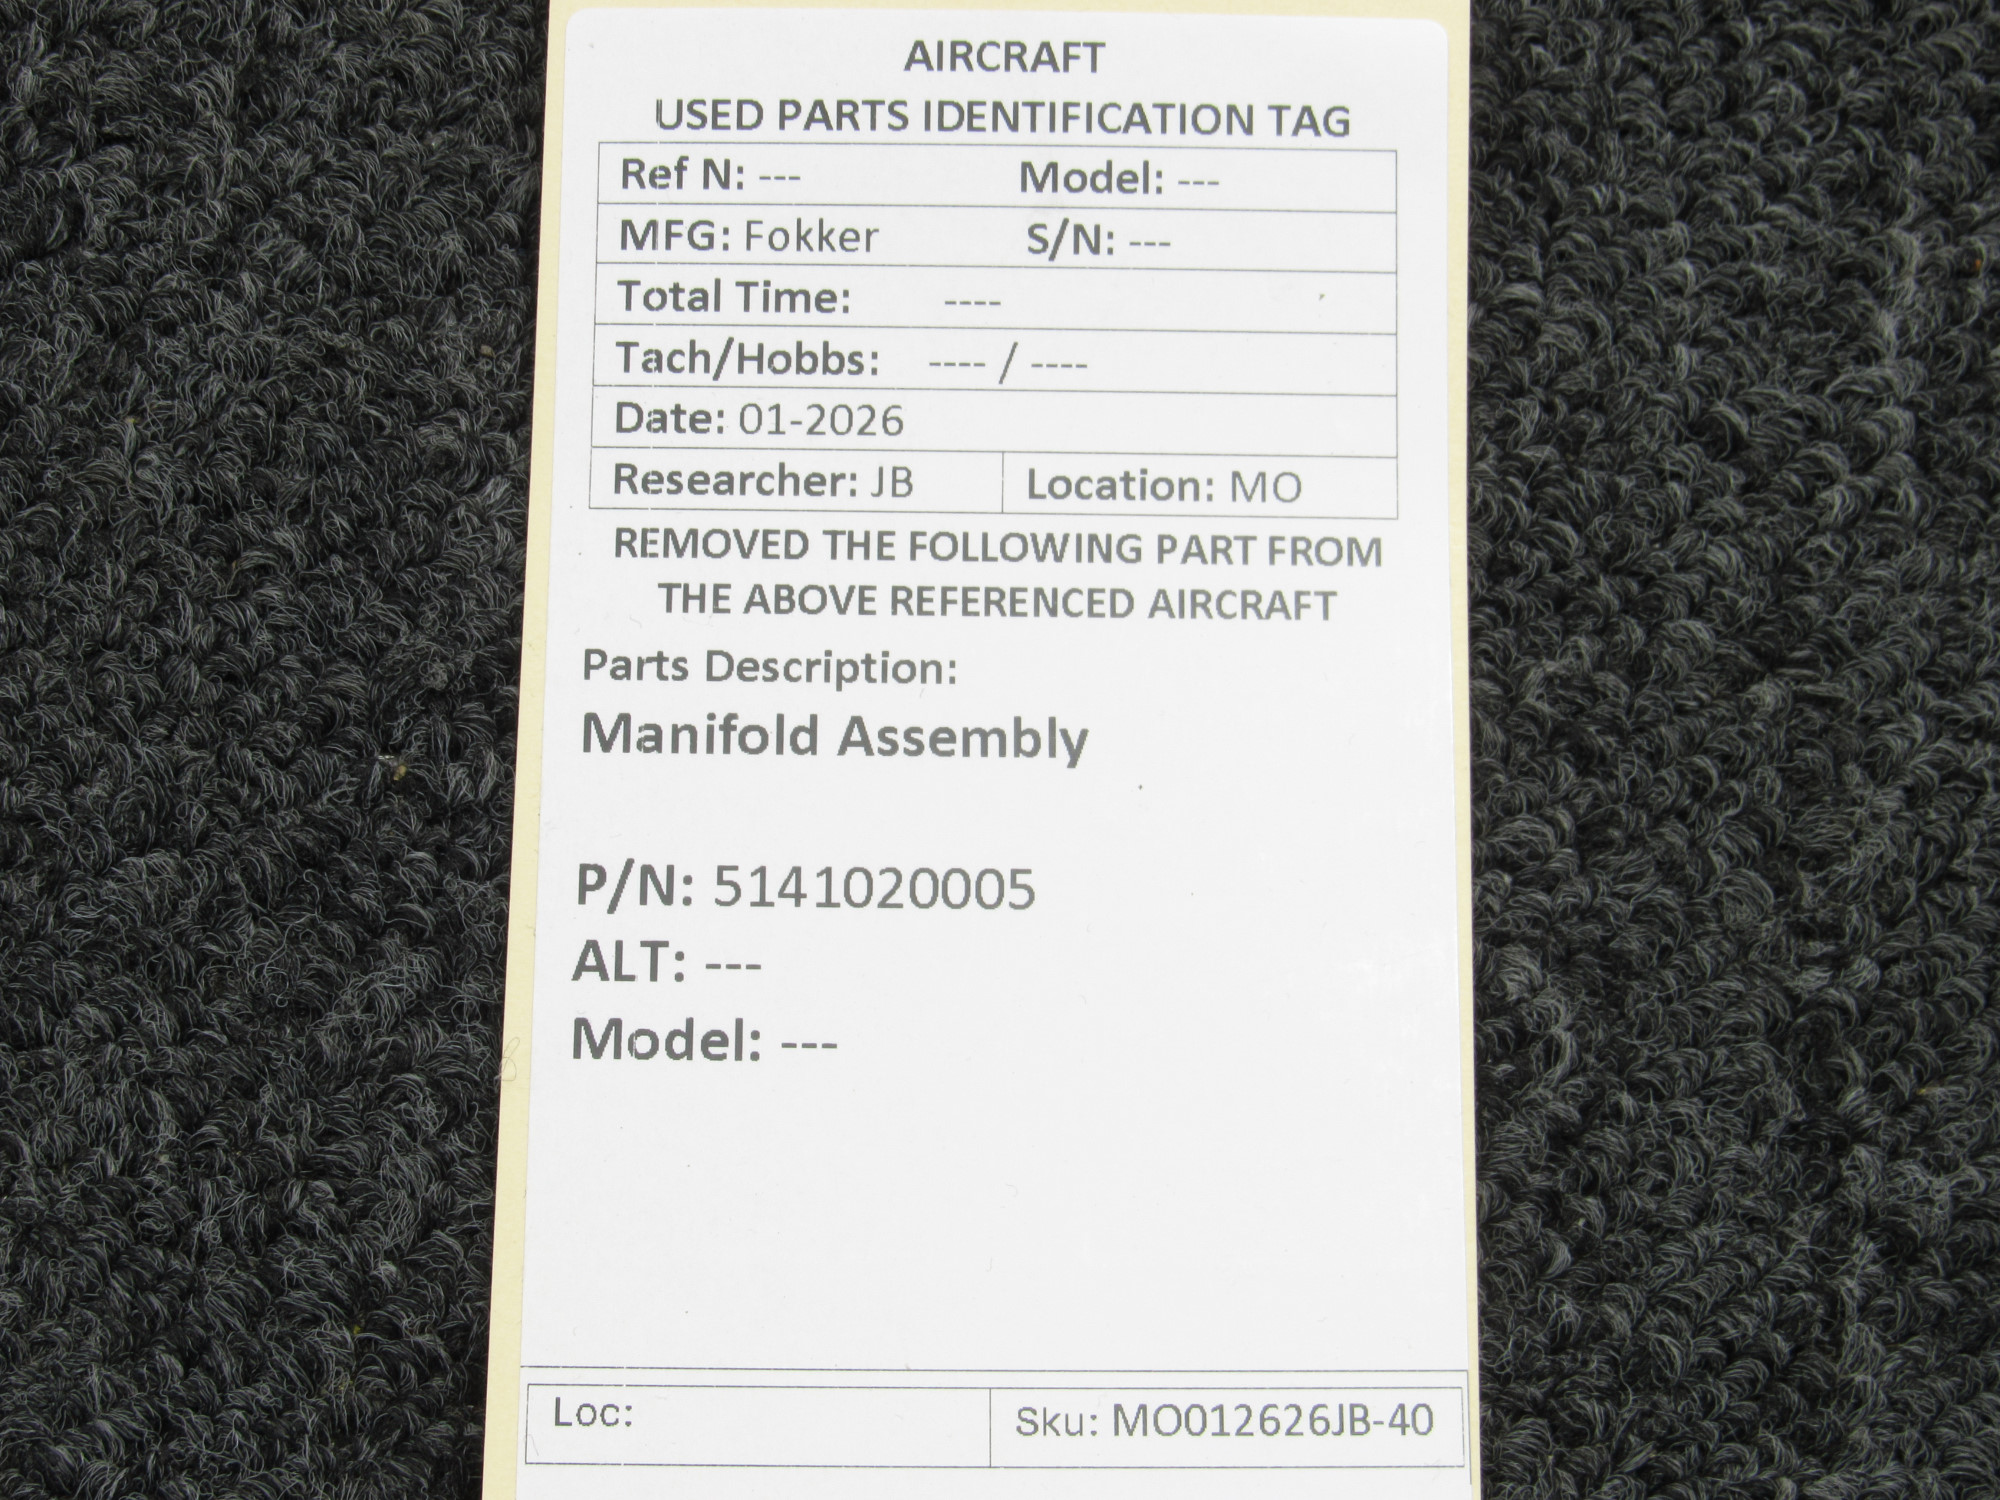 AIRCRAFT
USED PARTS IDENTIFICATION TAG
Ref N: --- Model: ---
MFG: Fokker S/N: ---
Total Time: ----
Tach/Hobbs: ---- / ----
Date: 01-2026
Researcher: JB Location: MO
REMOVED THE FOLLOWING PART FROM
THE ABOVE REFERENCED AIRCRAFT
Parts Description:
Manifold Assembly
P/N: 5141020005
ALT: ---
Model: ---
Loc: Sku: MO012626JB-40